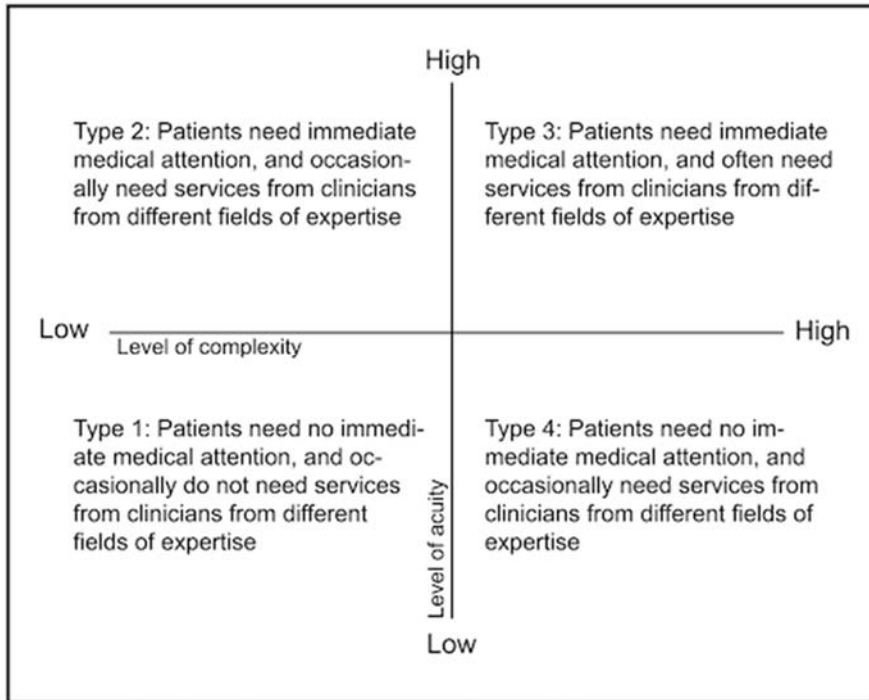 High
Type 2: Patients need immediate
medical attention, and occasion-
ally need services from clinicians
from different fields of expertise
Type 3: Patients need immediate
medical attention, and often need
services from clinicians from dif-
ferent fields of expertise
Low
Level of complexity
High
Type 1: Patients need no immedi-
ate medical attention, and oc-
casionally do not need services
from clinicians from different
fields of expertise
Type 4: Patients need no im-
mediate medical attention, and
occasionally need services from
clinicians from different fields of
expertise
Level of acuity
Low